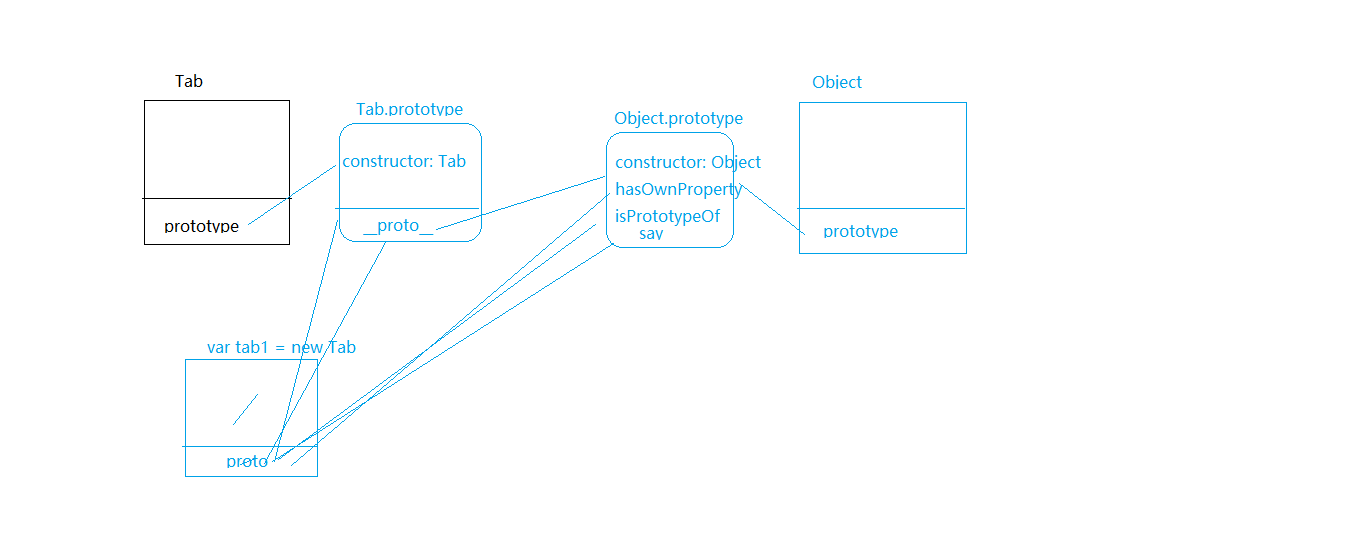 Tab
prototype
Tab.prototype
constructor: Tab
__proto__
Object.prototype
constructor: Object
hasOwnProperty
isPrototypeOf
say
Object
prototype
var tab1 = new Tab
proto